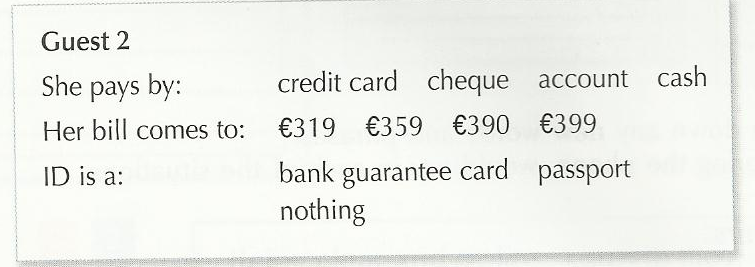 Guest 2
She pays by: credit card cheque account cash
Her bill comes to: €319 €359 €390 €399
ID is a: bank guarantee card passport
nothing